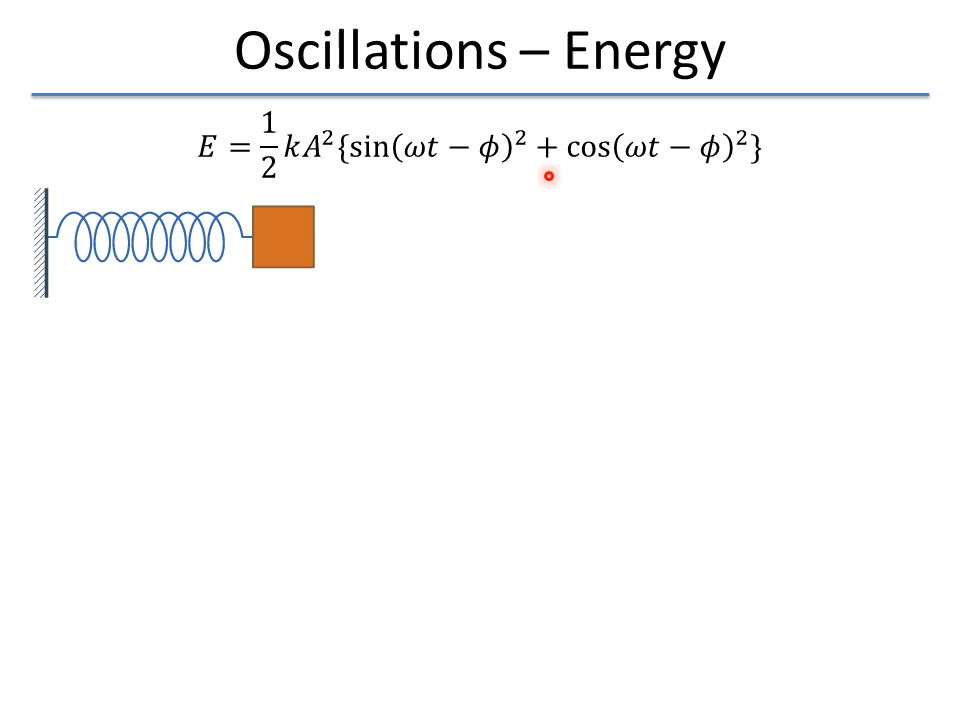 Oscillations – Energy
𝐸 = 1/2 𝑘𝐴² {sin(𝜔𝑡 − 𝜙)² + cos(𝜔𝑡 − 𝜙)²}